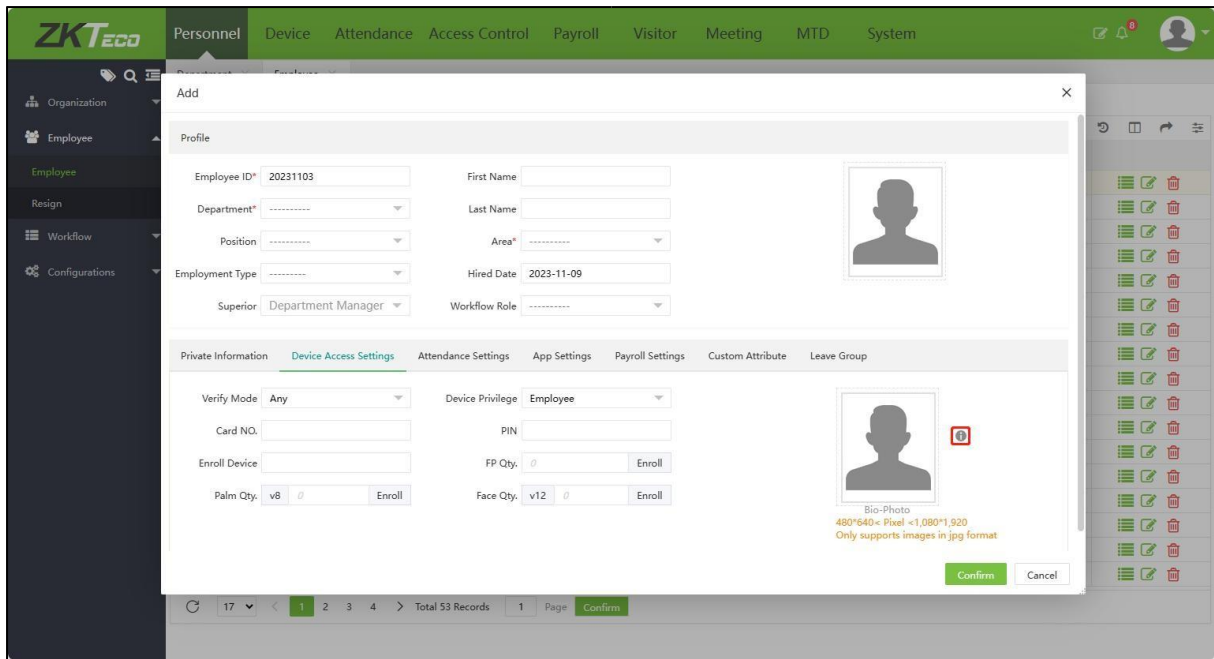 ZKTeco
Personnel Device Attendance Access Control Payroll Visitor Meeting MTD System 0
Organization
Employee
Employee
Resign
Workflow
Configurations
Department Employee
Add
Profile
Employee ID* 20231103 First Name
Department* ---------- Last Name
Position ---------- Area* ----------
Employment Type --------- Hired Date 2023-11-09
Superior Department Manager Workflow Role ----------
Private Information Device Access Settings Attendance Settings App Settings Payroll Settings Custom Attribute Leave Group
Verify Mode Any Device Privilege Employee
Card NO. PIN
Enroll Device FP Qty. 0 Enroll
Palm Qty. v8 0 Enroll Face Qty. v12 0 Enroll
Bio-Photo
480*640< Pixel <1,080*1,920
Only supports images in jpg format
Confirm Cancel
17 < 1 2 3 4 > Total 53 Records 1 Page Confirm